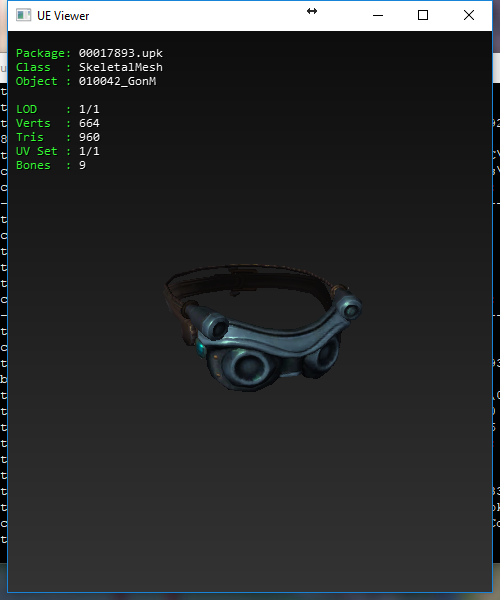 UE Viewer
Package: 00017893.upk
Class : SkeletalMesh
Object : 010042_GonM
LOD : 1/1
Verts : 664
Tris : 960
UV Set : 1/1
Bones : 9